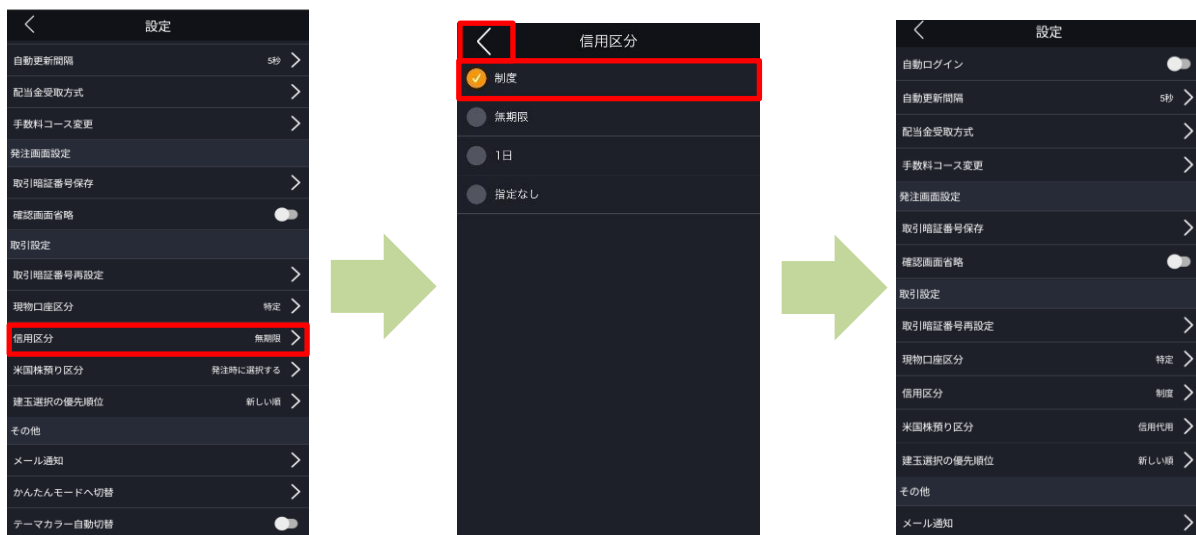 設定
自動更新間隔 5秒
配当金受取方式
手数料コース変更
発注画面設定
取引暗証番号保存
確認画面省略
取引設定
取引暗証番号再設定
現物口座区分 特定
信用区分 無期限
米国株預り区分 発注時に選択する
建玉選択の優先順位 新しい順
その他
メール通知
かんたんモードへ切替
テーマカラー自動切替
信用区分
制度
無期限
1日
指定なし
設定
自動ログイン
自動更新間隔 5秒
配当金受取方式
手数料コース変更
発注画面設定
取引暗証番号保存
確認画面省略
取引設定
取引暗証番号再設定
現物口座区分 特定
信用区分 制度
米国株預り区分 信用代用
建玉選択の優先順位 新しい順
その他
メール通知